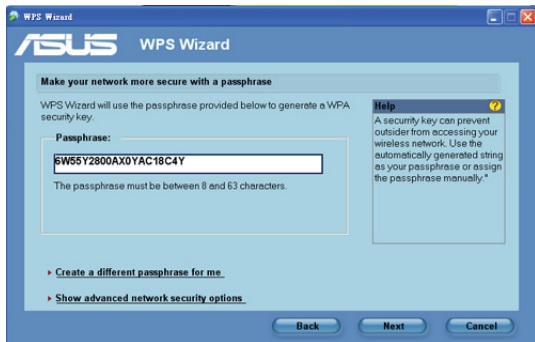 WPS Wizard
ASUS WPS Wizard
Make your network more secure with a passphrase
WPS Wizard will use the passphrase provided below to generate a WPA
security key.
Passphrase:
6W55Y2800AX0YAC18C4Y
The passphrase must be between 8 and 63 characters.
Help ?
A securrity key can prevent
outsider from accessing your
wireless network. Use the
automatically generated string
as your passphrase or assign
the passphrase manually."
Create a different passphrase for me
Show advanced network security options
Back Next Cancel